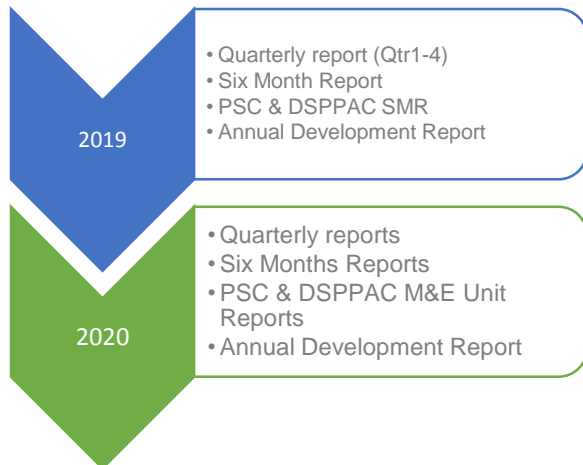 2019
• Quarterly report (Qtr1-4)
• Six Month Report
• PSC & DSPPAC SMR
• Annual Development Report
2020
• Quarterly reports
• Six Months Reports
• PSC & DSPPAC M&E Unit
Reports
• Annual Development Report